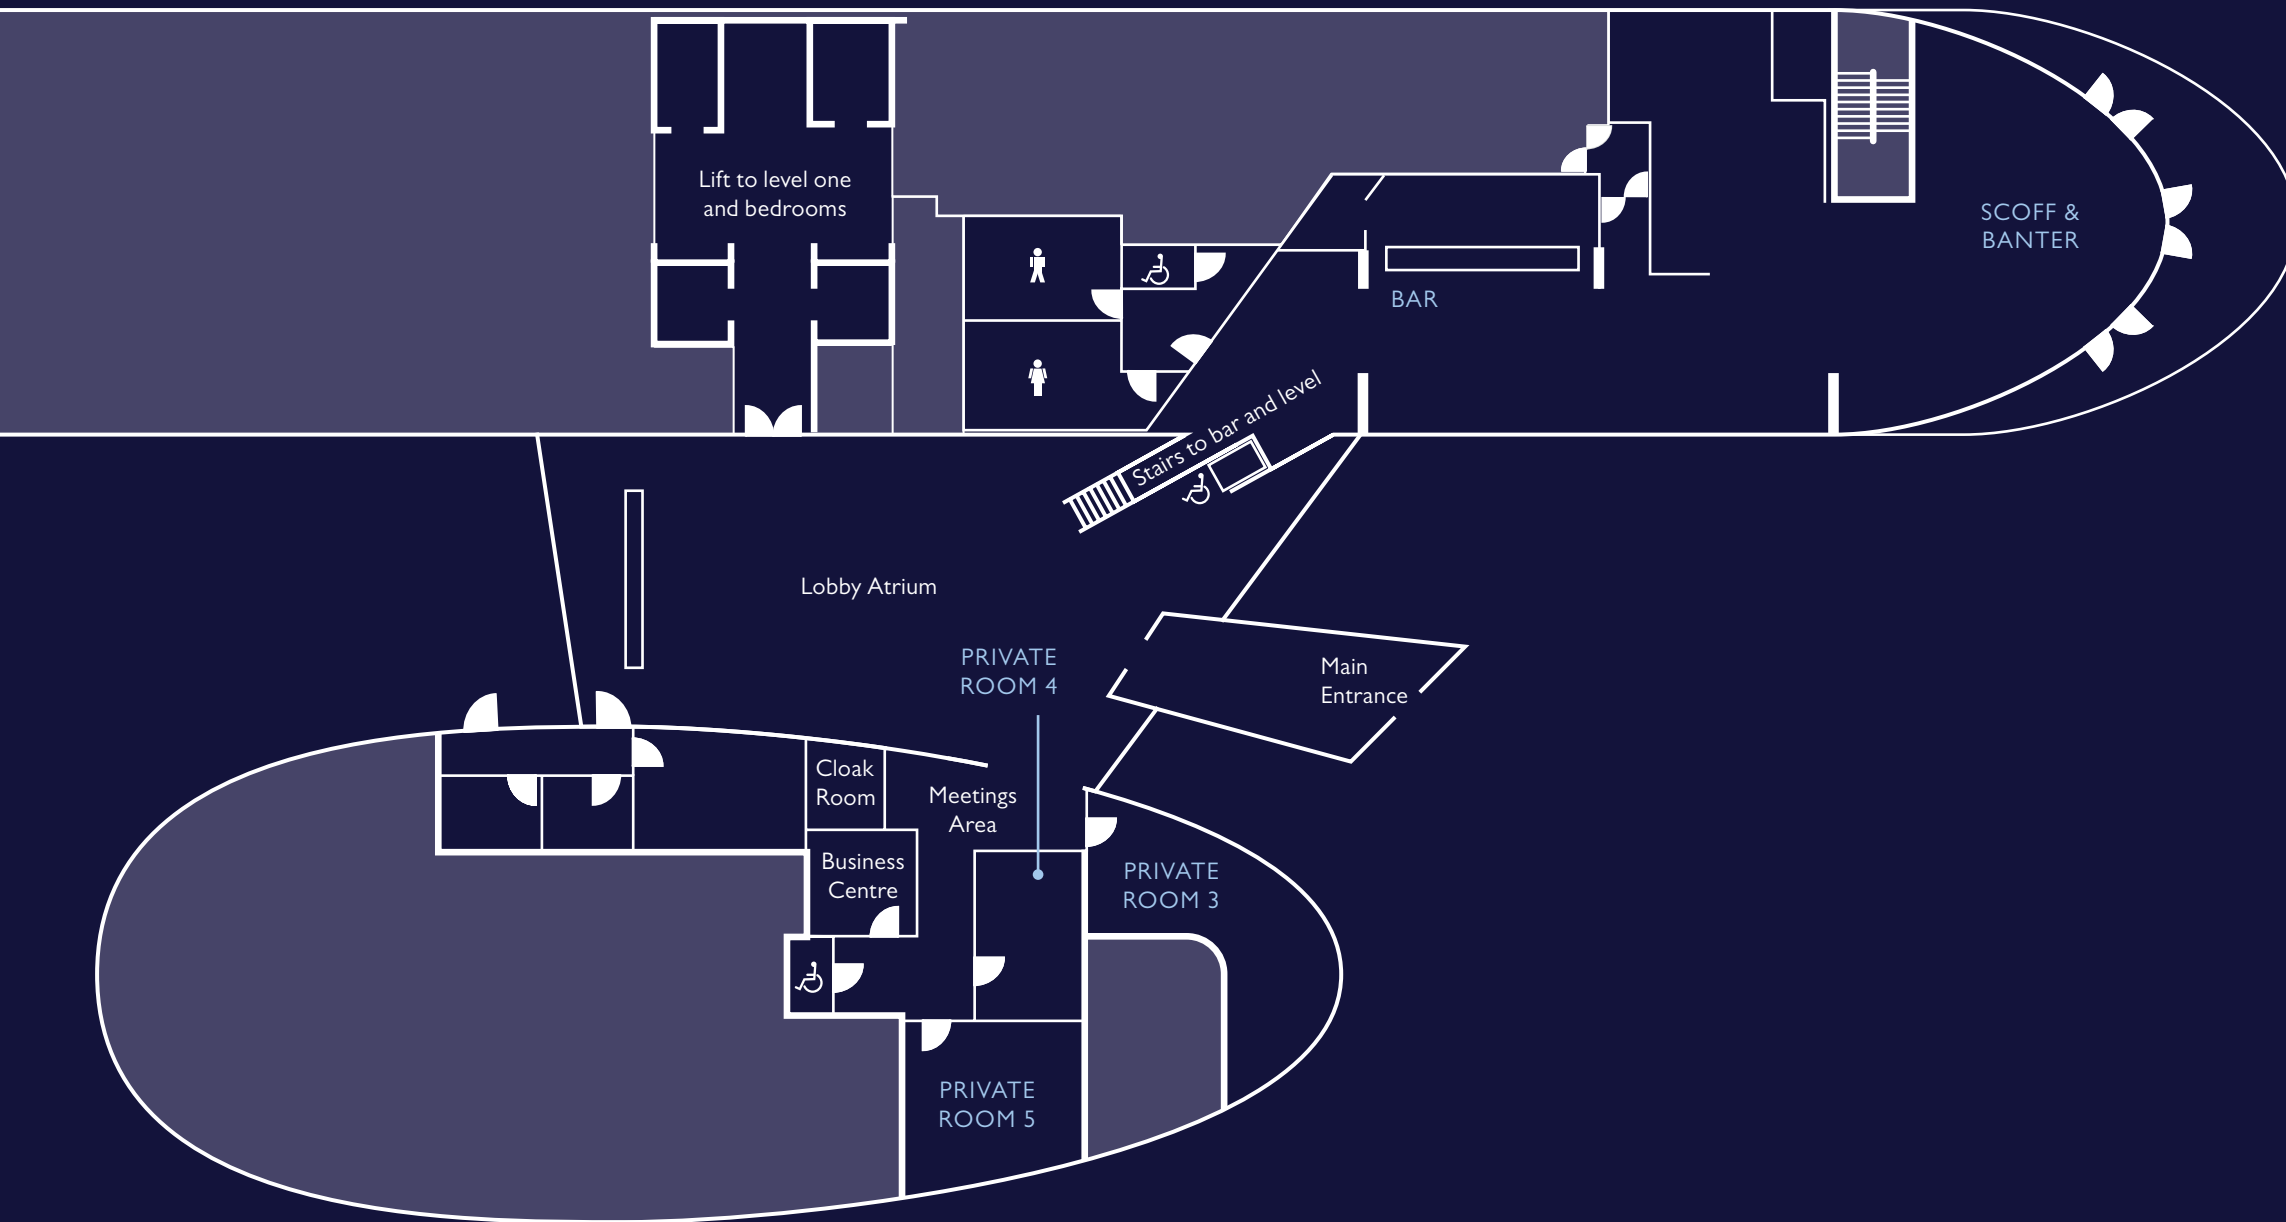 Lift to level one
and bedrooms
SCOFF &
BANTER
BAR
Stairs to bar and level
Lobby Atrium
PRIVATE
ROOM 4
Main
Entrance
Cloak
Room
Meetings
Area
Business
Centre
PRIVATE
ROOM 3
PRIVATE
ROOM 5